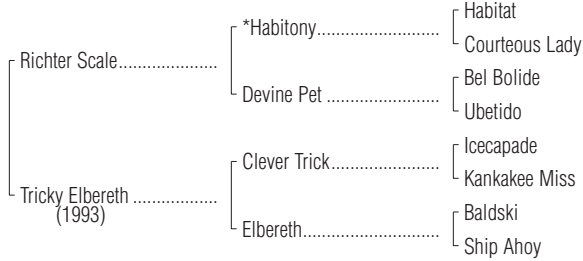 Habitat
*Habitony
Courteous Lady
Richter Scale
Bel Bolide
Devine Pet
Ubetido
Icecapade
Clever Trick
Kankakee Miss
Tricky Elbereth
(1993)
Baldski
Elbereth
Ship Ahoy